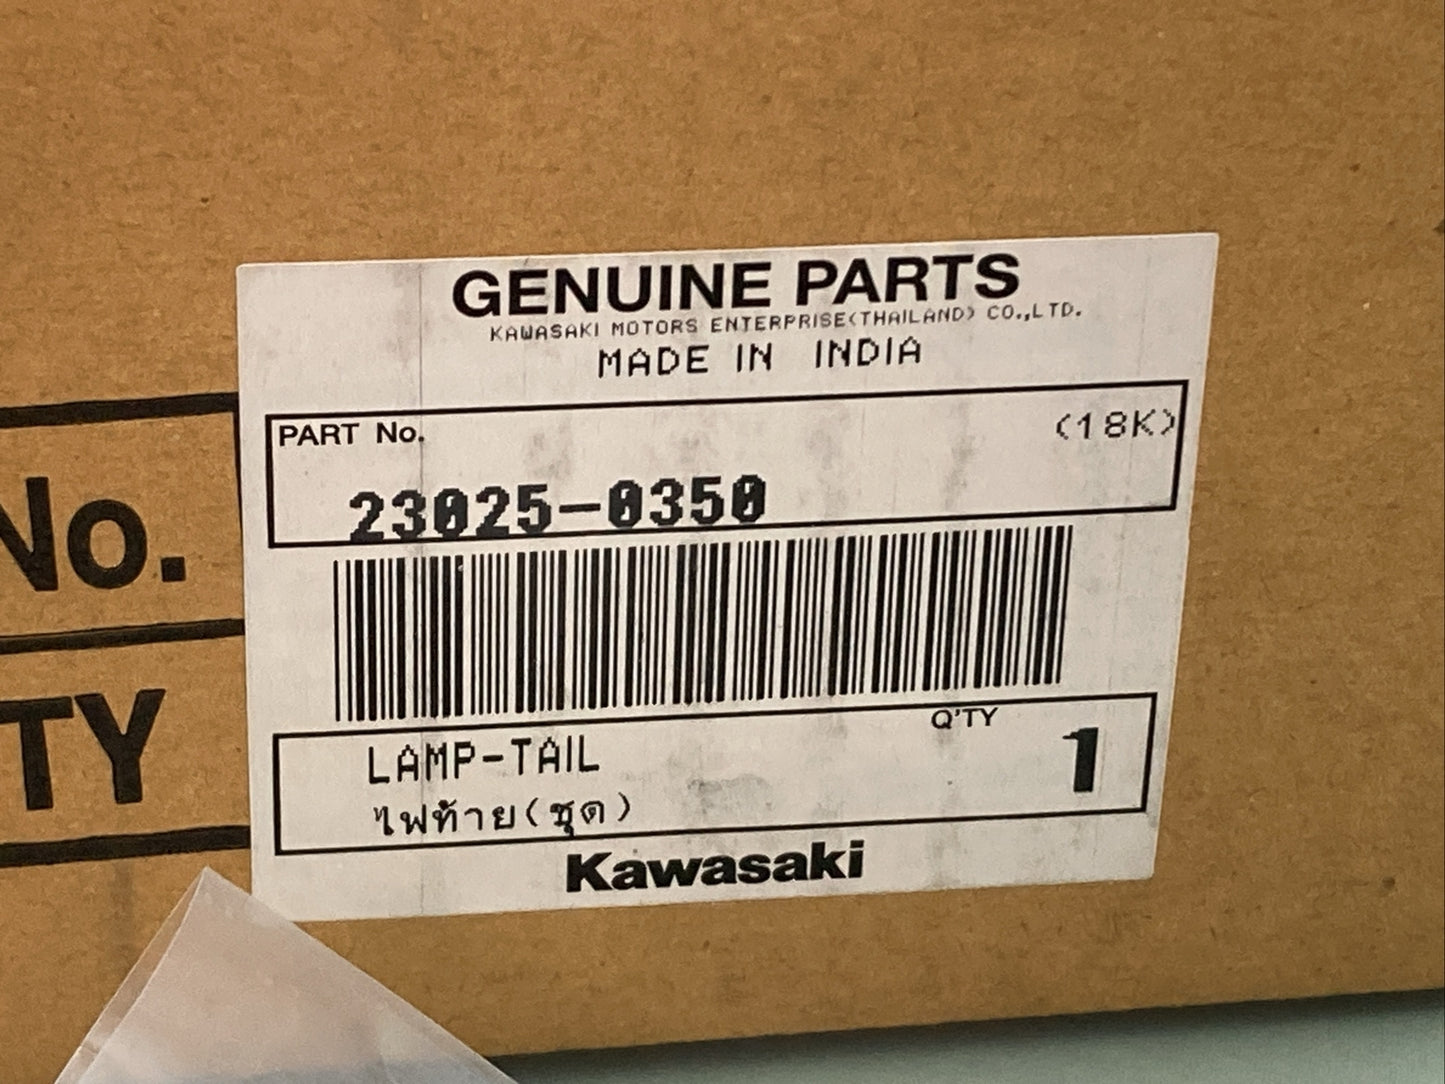 GENUINE PARTS
KAWASAKI MOTORS ENTERPRISE(THAILAND) CO.,LTD.
MADE IN INDIA
PART No.
(18K)
23025-0350
No.
TY
Q'TY
LAMP-TAIL
1
ไฟท้าย(ชุด)
Kawasaki